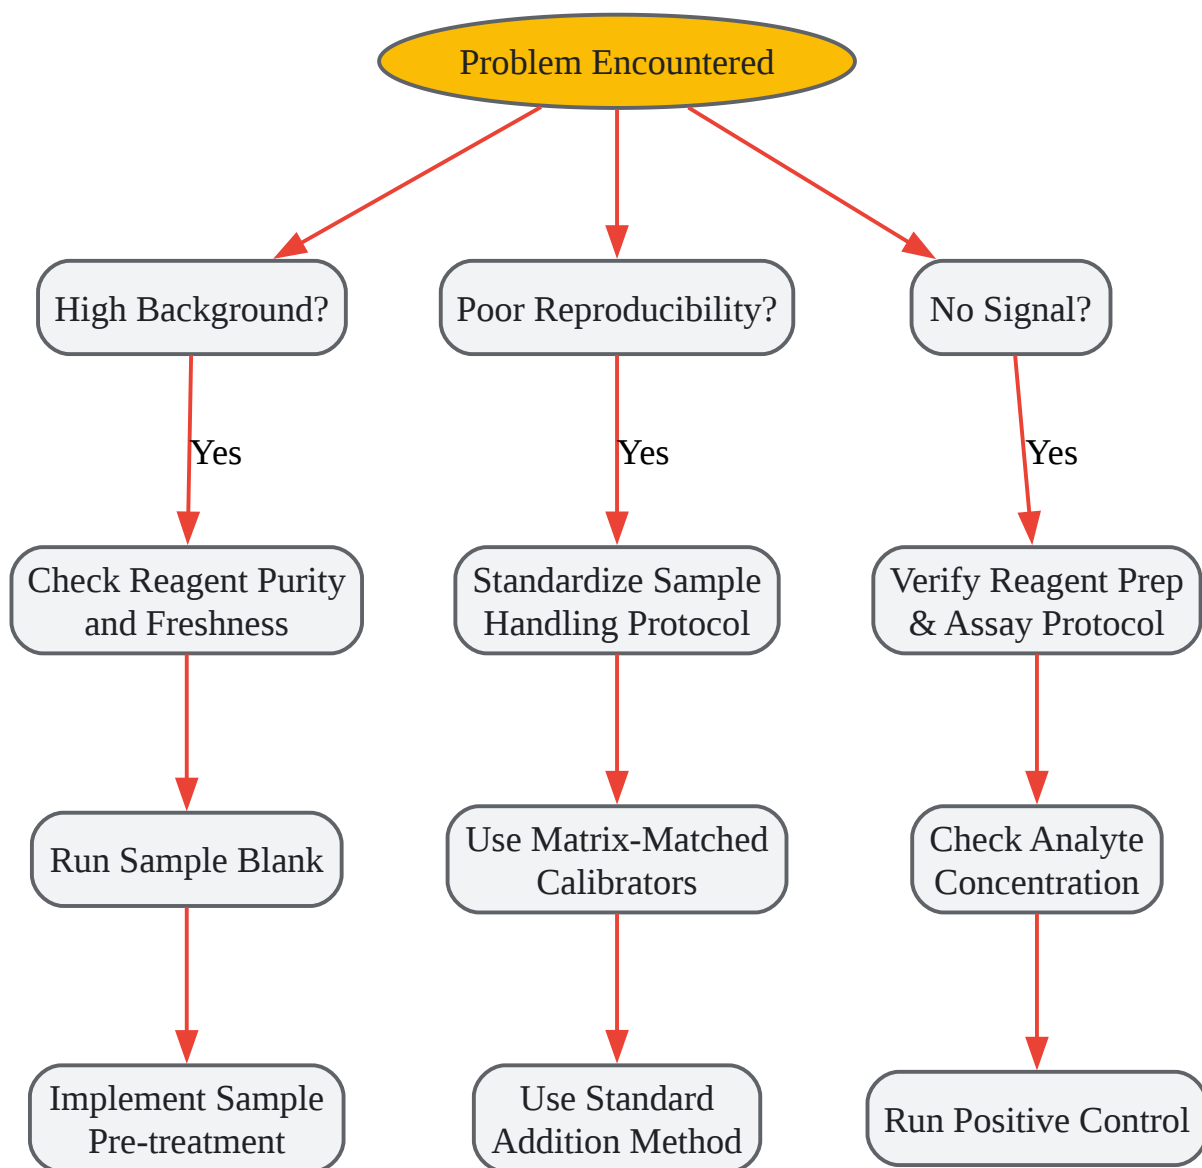 Problem Encountered
High Background?
Poor Reproducibility?
No Signal?
Yes
Yes
Yes
Check Reagent Purity
and Freshness
Standardize Sample
Handling Protocol
Verify Reagent Prep
& Assay Protocol
Run Sample Blank
Use Matrix-Matched
Calibrators
Check Analyte
Concentration
Implement Sample
Pre-treatment
Use Standard
Addition Method
Run Positive Control